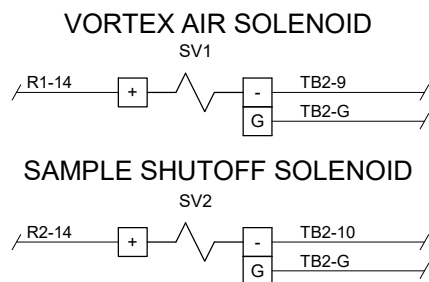 VORTEX AIR SOLENOID
SV1
R1-14 + - TB2-9
G TB2-G
SAMPLE SHUTOFF SOLENOID
SV2
R2-14 + - TB2-10
G TB2-G